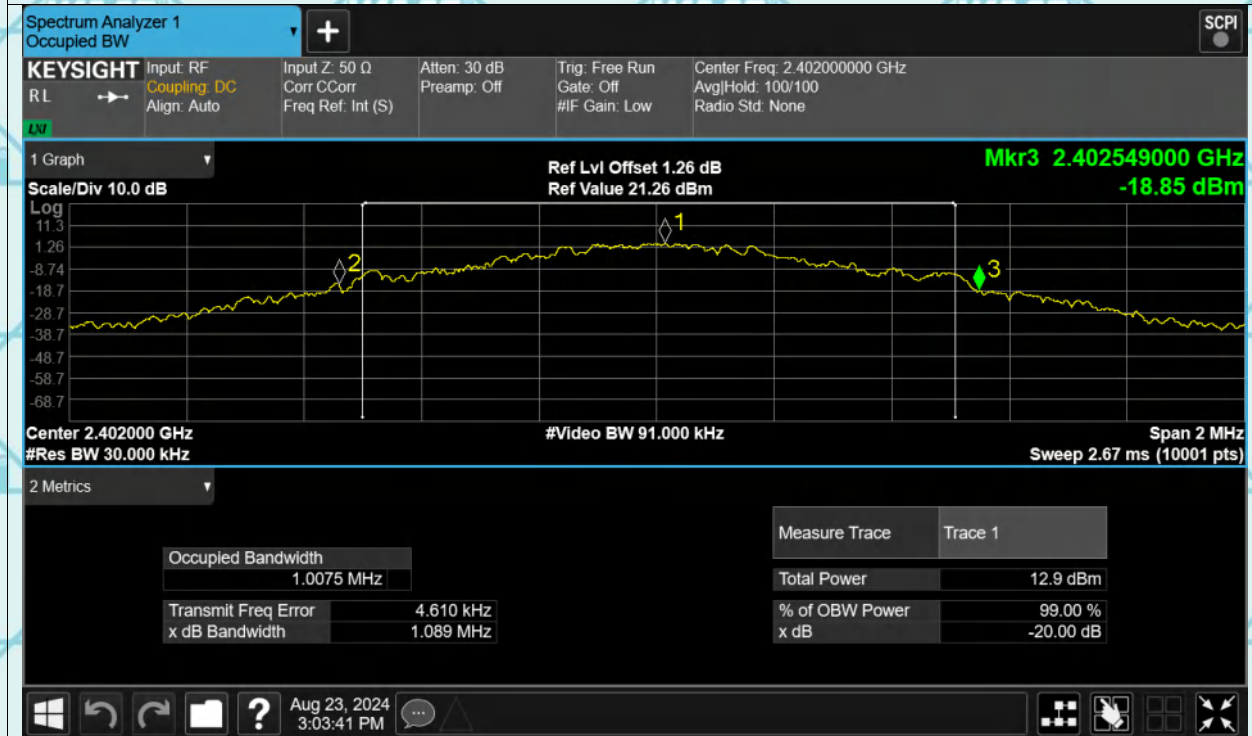 Spectrum Analyzer 1
Occupied BW
+
SCPI
KEYSIGHT
RL
LXI
Input: RF
Coupling: DC
Align: Auto
Input Z: 50 Ω
Corr CCorr
Freq Ref: Int (S)
Atten: 30 dB
Preamp: Off
Trig: Free Run
Gate: Off
#IF Gain: Low
Center Freq: 2.402000000 GHz
Avg|Hold: 100/100
Radio Std: None
1 Graph
Scale/Div 10.0 dB
Ref Lvl Offset 1.26 dB
Ref Value 21.26 dBm
Mkr3 2.402549000 GHz
-18.85 dBm
Log
11.3
1.26
-8.74
-18.7
-28.7
-38.7
-48.7
-58.7
-68.7
1
2
3
Center 2.402000 GHz
#Res BW 30.000 kHz
#Video BW 91.000 kHz
Span 2 MHz
Sweep 2.67 ms (10001 pts)
2 Metrics
Occupied Bandwidth
1.0075 MHz
Transmit Freq Error 4.610 kHz
x dB Bandwidth 1.089 MHz
Measure Trace Trace 1
Total Power 12.9 dBm
% of OBW Power 99.00 %
x dB -20.00 dB
?
Aug 23, 2024
3:03:41 PM